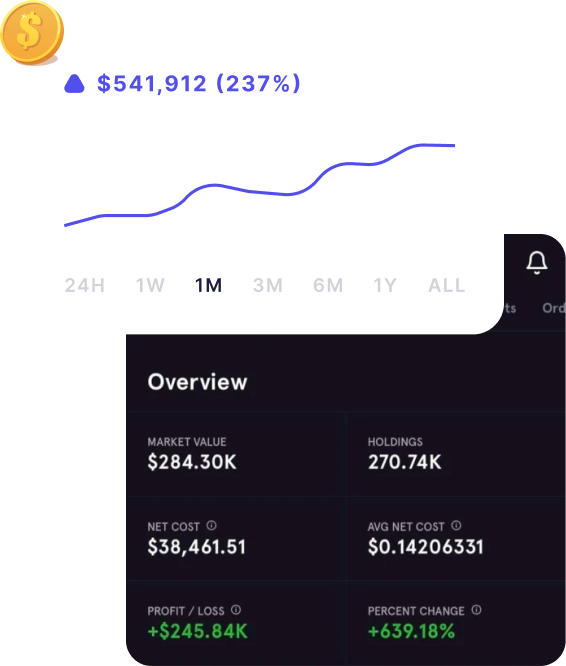 $
$541,912 (237%)
24H 1W 1M 3M 6M 1Y ALL
ts Ord
Overview
MARKET VALUE HOLDINGS
$284.30K 270.74K
NET COST AVG NET COST
$38,461.51 $0.14206331
PROFIT / LOSS PERCENT CHANGE
+$245.84K +639.18%